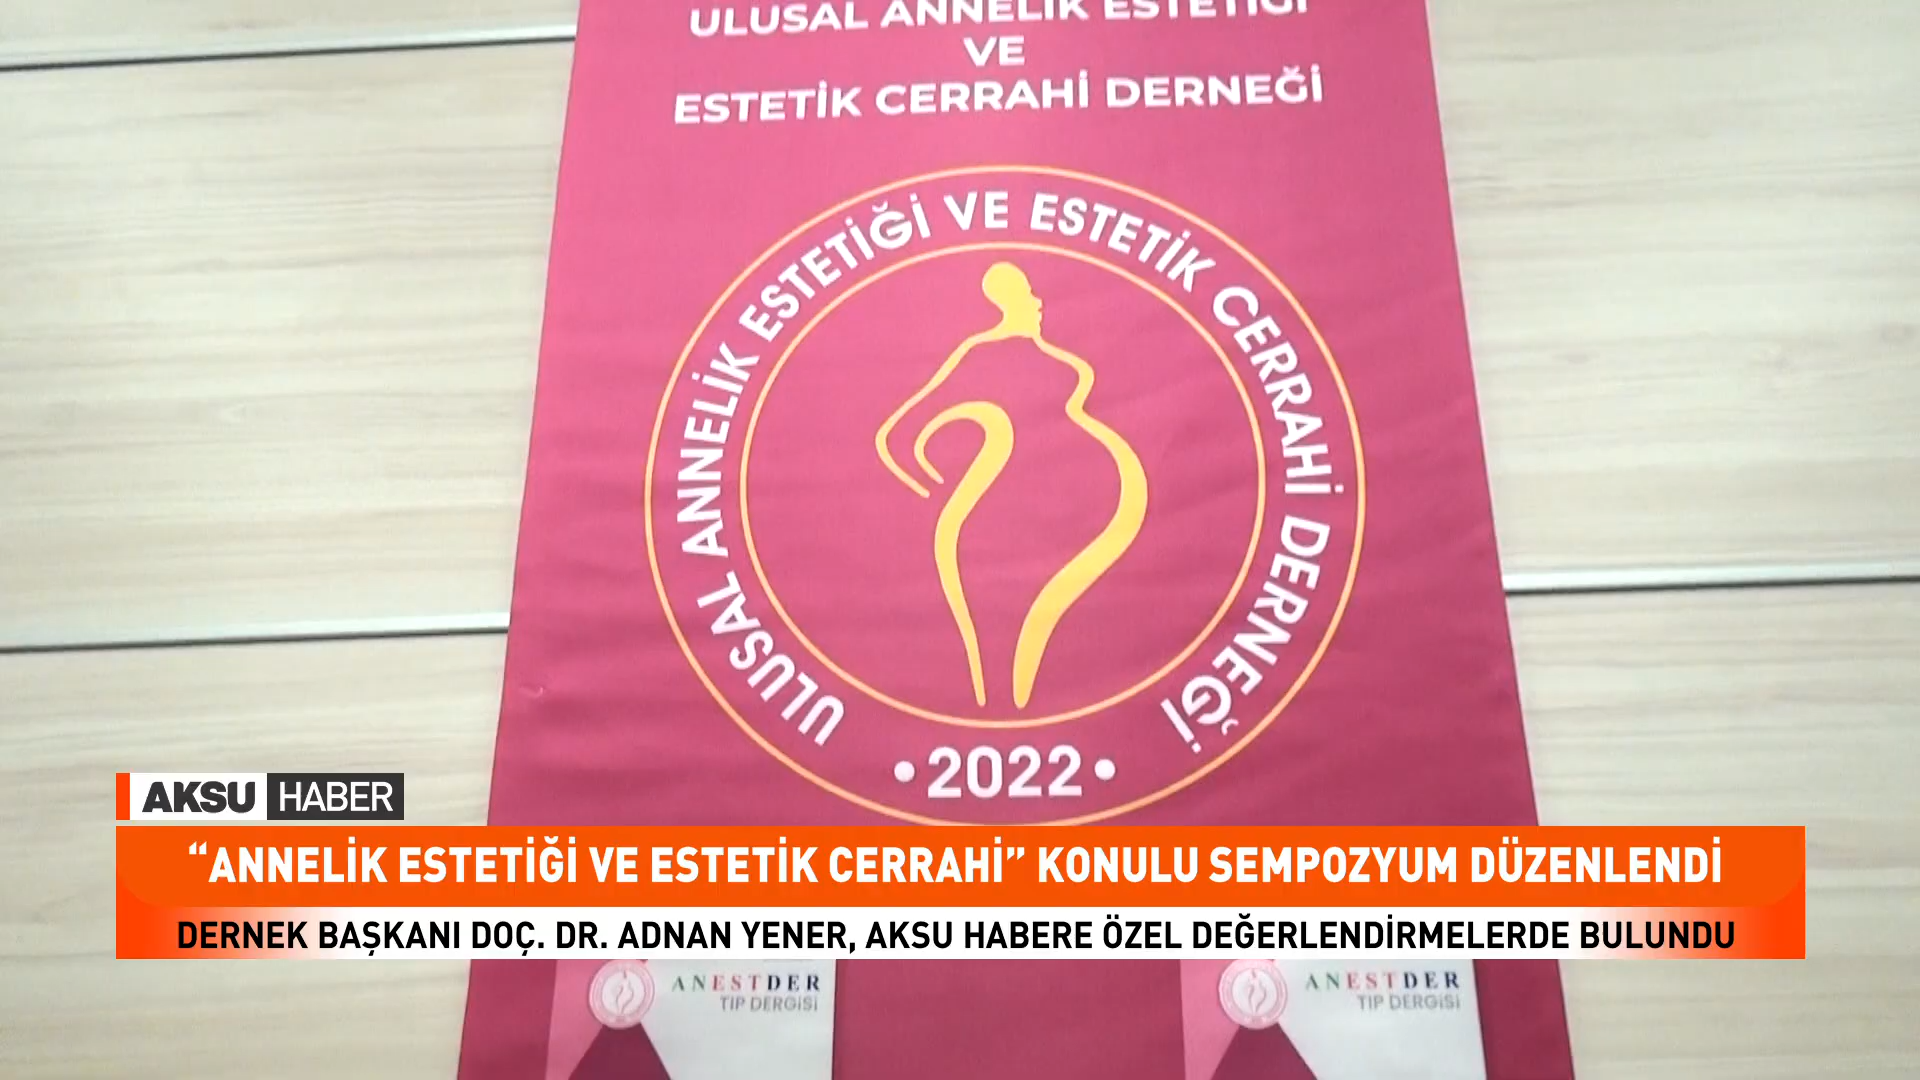 ULUSAL ANNELİK ESTETİĞİ
VE
ESTETİK CERRAHİ DERNEĞİ
ULUSAL ANNELİK ESTETİĞİ VE ESTETİK CERRAHİ DERNEĞİ
• 2022 •
AKSU HABER
“ANNELİK ESTETİĞİ VE ESTETİK CERRAHİ” KONULU SEMPOZYUM DÜZENLENDİ
DERNEK BAŞKANI DOÇ. DR. ADNAN YENER, AKSU HABERE ÖZEL DEĞERLENDİRMELERDE BULUNDU
ANESTDER
TIP DERGİSİ
ANESTDER
TIP DERGİSİ